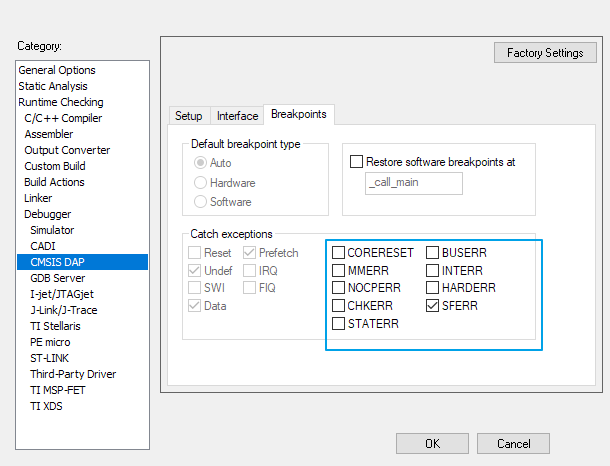 Category:
Factory Settings
General Options
Static Analysis
Runtime Checking
C/C++ Compiler
Assembler
Output Converter
Custom Build
Build Actions
Linker
Debugger
Simulator
CADI
CMSIS DAP
GDB Server
I-jet/JTAGjet
J-Link/J-Trace
TI Stellaris
PE micro
ST-LINK
Third-Party Driver
TI MSP-FET
TI XDS
Setup Interface Breakpoints
Default breakpoint type
Auto
Hardware
Software
Restore software breakpoints at
_call_main
Catch exceptions
Reset Prefetch
Undef IRQ
SWI FIQ
Data
CORERESET BUSERR
MMERR INTERR
NOCPERR HARDERR
CHKERR SFERR
STATERR
OK Cancel